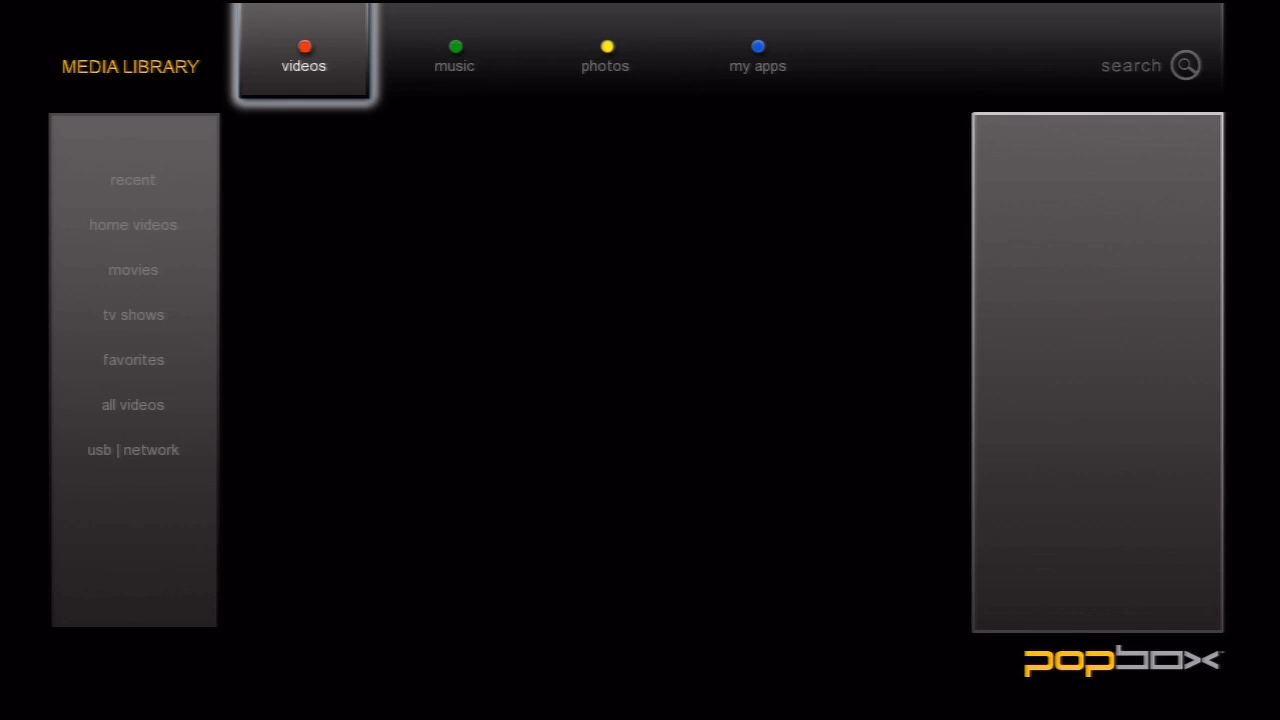 MEDIA LIBRARY
videos
music
photos
my apps
search
recent
home videos
movies
tv shows
favorites
all videos
usb | network
popbox